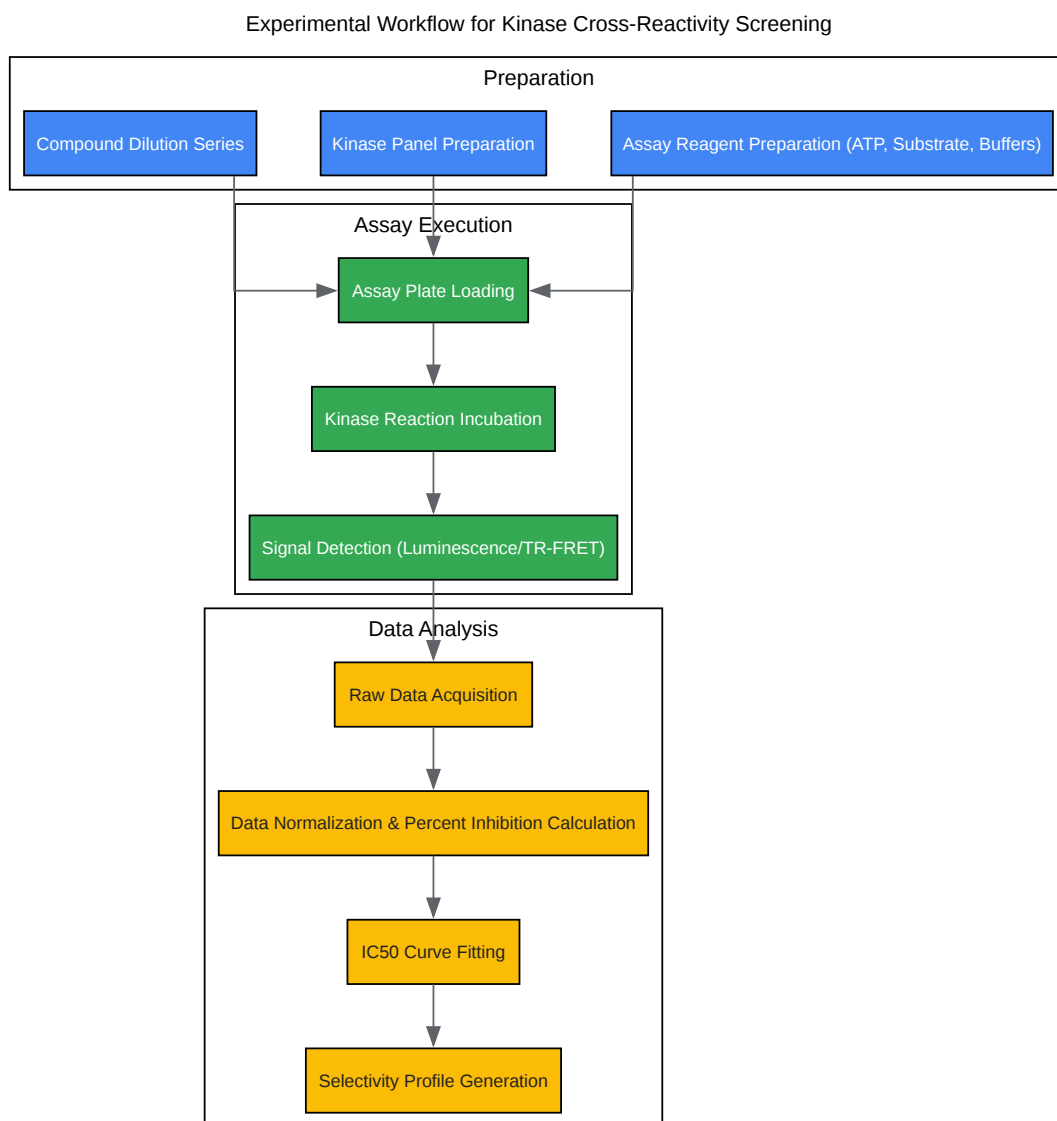 Experimental Workflow for Kinase Cross-Reactivity Screening
Preparation
Compound Dilution Series
Kinase Panel Preparation
Assay Reagent Preparation (ATP, Substrate, Buffers)
Assay Execution
Assay Plate Loading
Kinase Reaction Incubation
Signal Detection (Luminescence/TR-FRET)
Data Analysis
Raw Data Acquisition
Data Normalization & Percent Inhibition Calculation
IC50 Curve Fitting
Selectivity Profile Generation